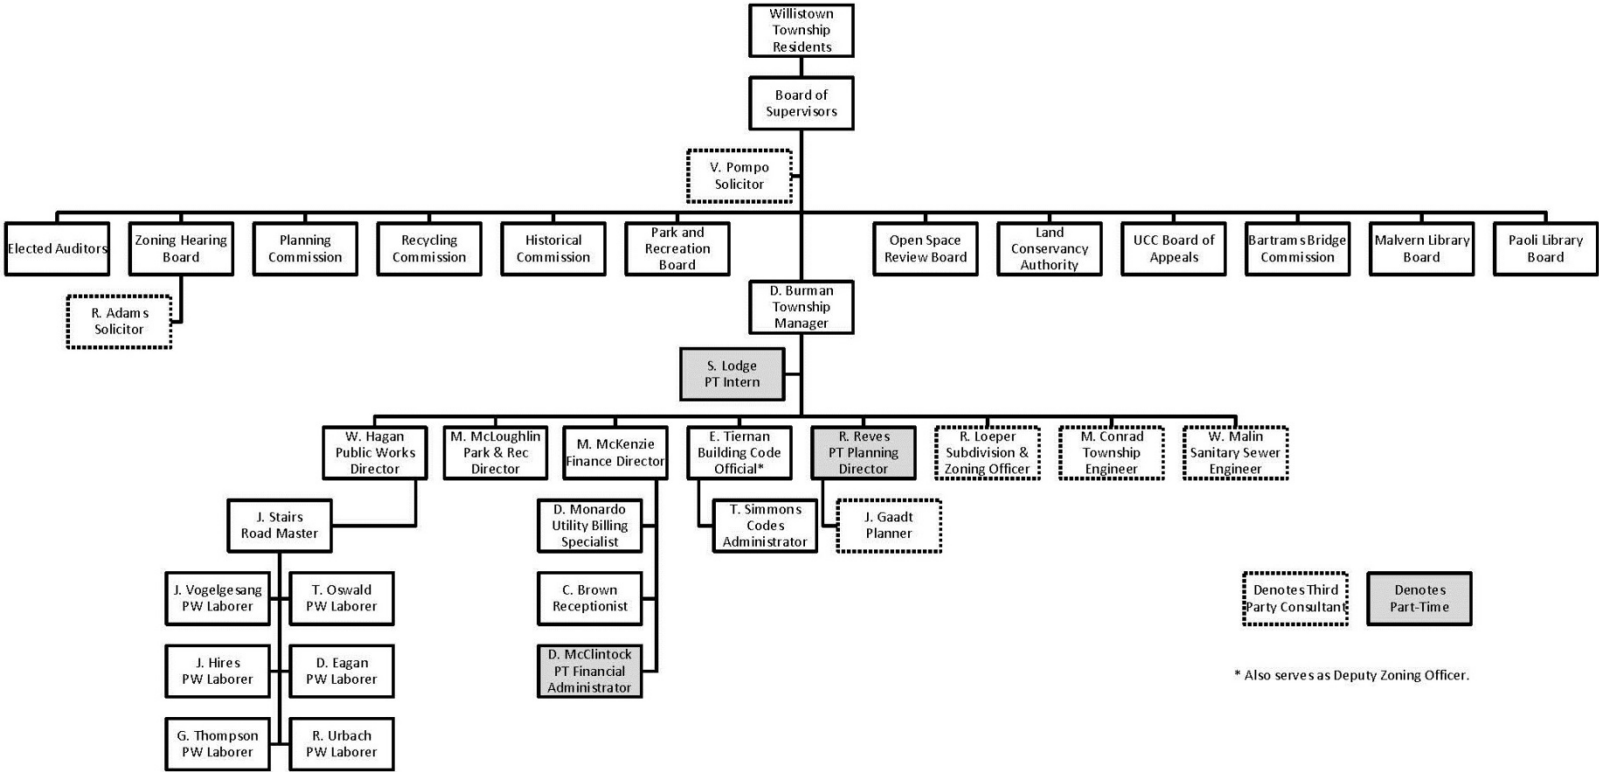 Willistown
Township
Residents
Board of
Supervisors
V. Pompo
Solicitor
Elected Auditors
Zoning Hearing
Board
Planning
Commission
Recycling
Commission
Historical
Commission
Park and
Recreation
Board
Open Space
Review Board
Land
Conservancy
Authority
UCC Board of
Appeals
Bartrams Bridge
Commission
Malvern Library
Board
Paoli Library
Board
R. Adams
Solicitor
D. Burman
Township
Manager
S. Lodge
PT Intern
W. Hagan
Public Works
Director
M. McLoughlin
Park & Rec
Director
M. McKenzie
Finance Director
E. Tiernan
Building Code
Official*
R. Reves
PT Planning
Director
R. Loeper
Subdivision &
Zoning Officer
M. Conrad
Township
Engineer
W. Malin
Sanitary Sewer
Engineer
J. Stairs
Road Master
D. Monardo
Utility Billing
Specialist
T. Simmons
Codes
Administrator
J. Gaadt
Planner
J. Vogelgesang
PW Laborer
T. Oswald
PW Laborer
C. Brown
Receptionist
Denotes Third
Party Consultant
Denotes
Part-Time
J. Hires
PW Laborer
D. Eagan
PW Laborer
D. McClintock
PT Financial
Administrator
* Also serves as Deputy Zoning Officer.
G. Thompson
PW Laborer
R. Urbach
PW Laborer